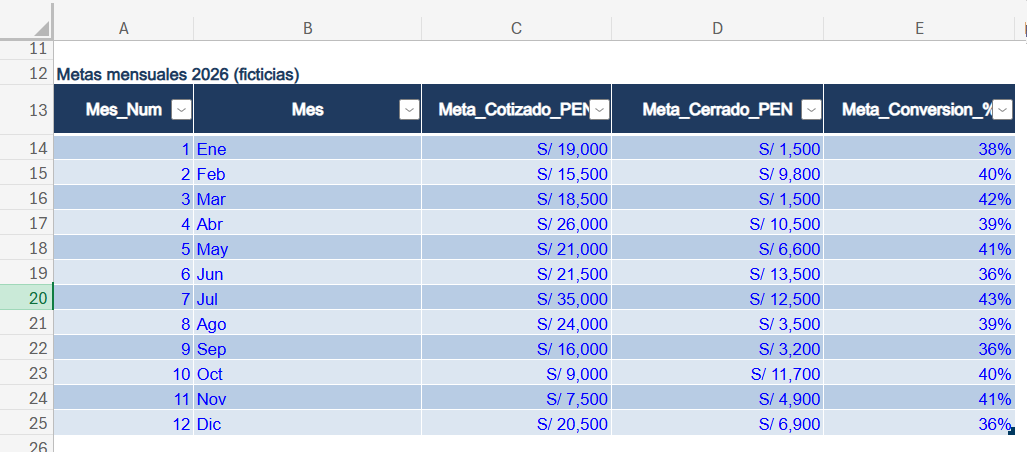 A B C D E
11
12 Metas mensuales 2026 (ficticias)
13 Mes_Num Mes Meta_Cotizado_PEN Meta_Cerrado_PEN Meta_Conversion_%
14 1 Ene S/ 19,000 S/ 1,500 38%
15 2 Feb S/ 15,500 S/ 9,800 40%
16 3 Mar S/ 18,500 S/ 1,500 42%
17 4 Abr S/ 26,000 S/ 10,500 39%
18 5 May S/ 21,000 S/ 6,600 41%
19 6 Jun S/ 21,500 S/ 13,500 36%
20 7 Jul S/ 35,000 S/ 12,500 43%
21 8 Ago S/ 24,000 S/ 3,500 39%
22 9 Sep S/ 16,000 S/ 3,200 36%
23 10 Oct S/ 9,000 S/ 11,700 40%
24 11 Nov S/ 7,500 S/ 4,900 41%
25 12 Dic S/ 20,500 S/ 6,900 36%
26